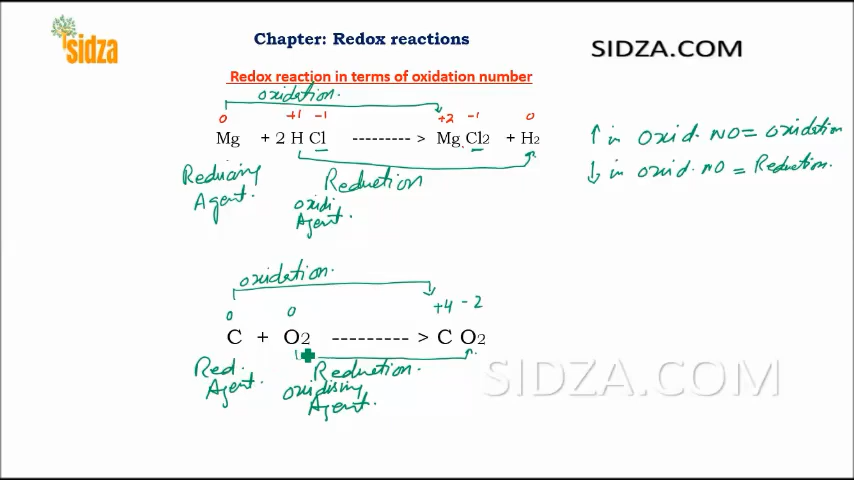 sidza
Chapter: Redox reactions
SIDZA.COM
Redox reaction in terms of oxidation number
oxidation.
0 +1 -1 +2 -1 0
Mg + 2 H Cl --------- > Mg Cl2 + H2
↑ in oxid. NO = oxidation
↓ in oxid. NO = Reduction.
Reducing Agent.
Reduction
oxidi Agent.
oxidation.
0 0 +4 -2
C + O2 --------- > C O2
Red. Agent.
Reduction.
oxidising Agent.
SIDZA.COM